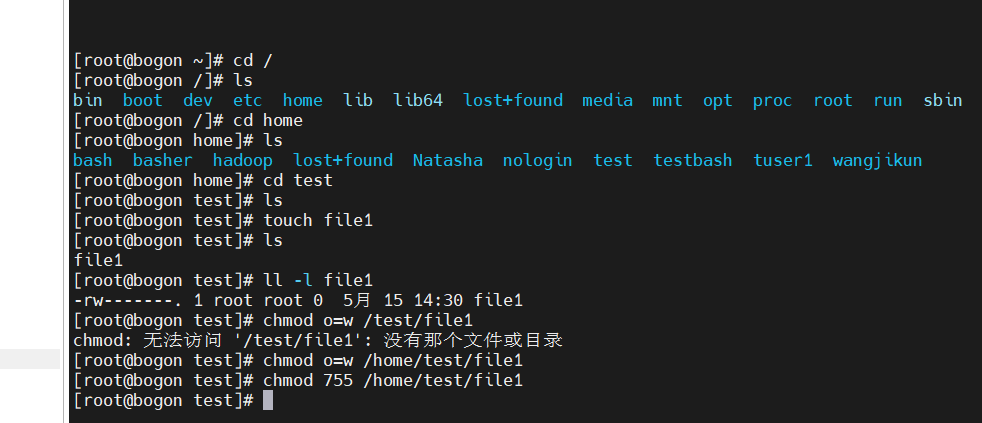 [root@bogon ~]# cd /
[root@bogon /]# ls
bin  boot  dev  etc  home  lib  lib64  lost+found  media  mnt  opt  proc  root  run  sbin
[root@bogon /]# cd home
[root@bogon home]# ls
bash  basher  hadoop  lost+found  Natasha  nologin  test  testbash  tuser1  wangjikun
[root@bogon home]# cd test
[root@bogon test]# ls
[root@bogon test]# touch file1
[root@bogon test]# ls
file1
[root@bogon test]# ll -l file1
-rw-------. 1 root root 0  5月 15 14:30 file1
[root@bogon test]# chmod o=w /test/file1
chmod: 无法访问 '/test/file1': 没有那个文件或目录
[root@bogon test]# chmod o=w /home/test/file1
[root@bogon test]# chmod 755 /home/test/file1
[root@bogon test]#